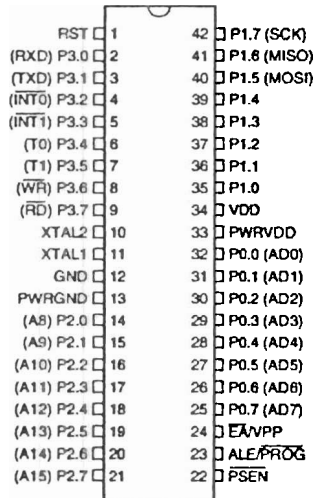 RST 1 42 P1.7 (SCK)
(RXD) P3.0 2 41 P1.6 (MISO)
(TXD) P3.1 3 40 P1.5 (MOSI)
(I̅N̅T̅0̅) P3.2 4 39 P1.4
(I̅N̅T̅1̅) P3.3 5 38 P1.3
(T0) P3.4 6 37 P1.2
(T1) P3.5 7 36 P1.1
(W̅R̅) P3.6 8 35 P1.0
(R̅D̅) P3.7 9 34 VDD
XTAL2 10 33 PWRVDD
XTAL1 11 32 P0.0 (AD0)
GND 12 31 P0.1 (AD1)
PWRGND 13 30 P0.2 (AD2)
(A8) P2.0 14 29 P0.3 (AD3)
(A9) P2.1 15 28 P0.4 (AD4)
(A10) P2.2 16 27 P0.5 (AD5)
(A11) P2.3 17 26 P0.6 (AD6)
(A12) P2.4 18 25 P0.7 (AD7)
(A13) P2.5 19 24 E̅A̅/VPP
(A14) P2.6 20 23 ALE/P̅R̅O̅G̅
(A15) P2.7 21 22 P̅S̅E̅N̅